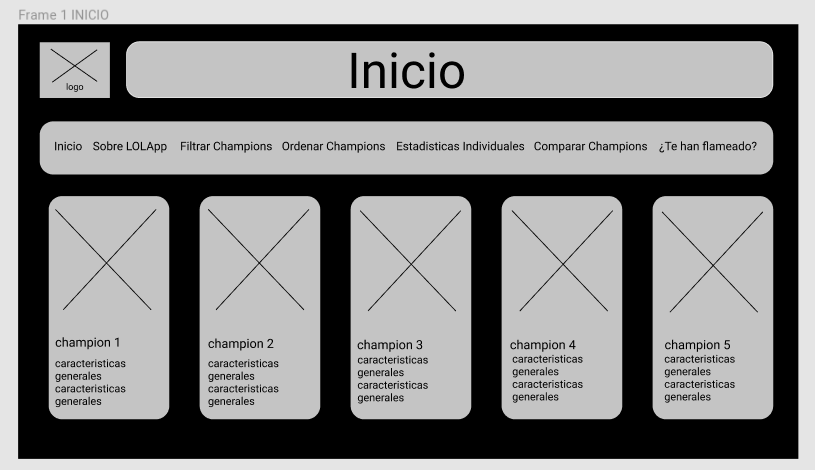 Frame 1 INICIO
logo
Inicio
Inicio Sobre LOLApp Filtrar Champions Ordenar Champions Estadisticas Individuales Comparar Champions ¿Te han flameado?
champion 1
caracteristicas
generales
caracteristicas
generales
champion 2
caracteristicas
generales
caracteristicas
generales
champion 3
caracteristicas
generales
caracteristicas
generales
champion 4
caracteristicas
generales
caracteristicas
generales
champion 5
caracteristicas
generales
caracteristicas
generales